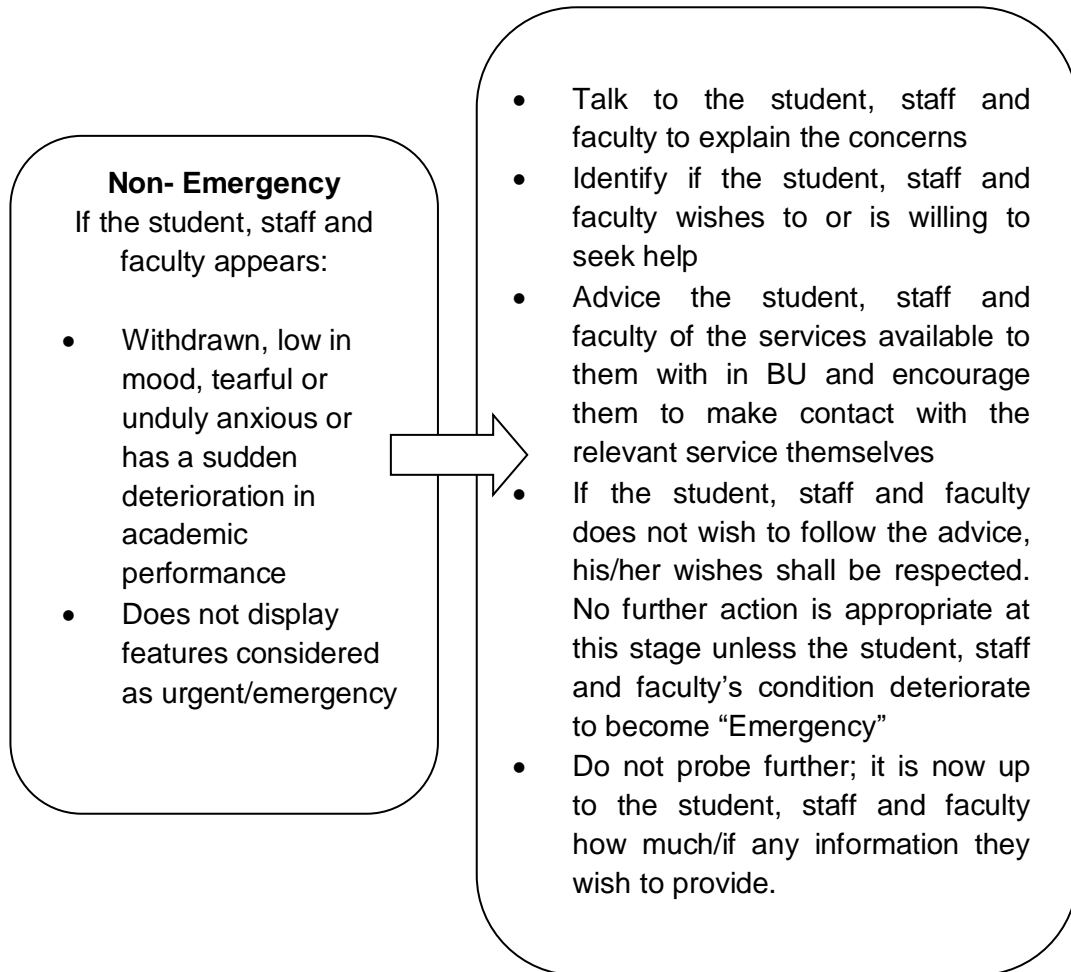 Non- Emergency
If the student, staff and
faculty appears:
• Withdrawn, low in
mood, tearful or
unduly anxious or
has a sudden
deterioration in
academic
performance
• Does not display
features considered
as urgent/emergency
• Talk to the student, staff and
faculty to explain the concerns
• Identify if the student, staff and
faculty wishes to or is willing to
seek help
• Advice the student, staff and
faculty of the services available to
them with in BU and encourage
them to make contact with the
relevant service themselves
• If the student, staff and faculty
does not wish to follow the advice,
his/her wishes shall be respected.
No further action is appropriate at
this stage unless the student, staff
and faculty’s condition deteriorate
to become “Emergency”
• Do not probe further; it is now up
to the student, staff and faculty
how much/if any information they
wish to provide.